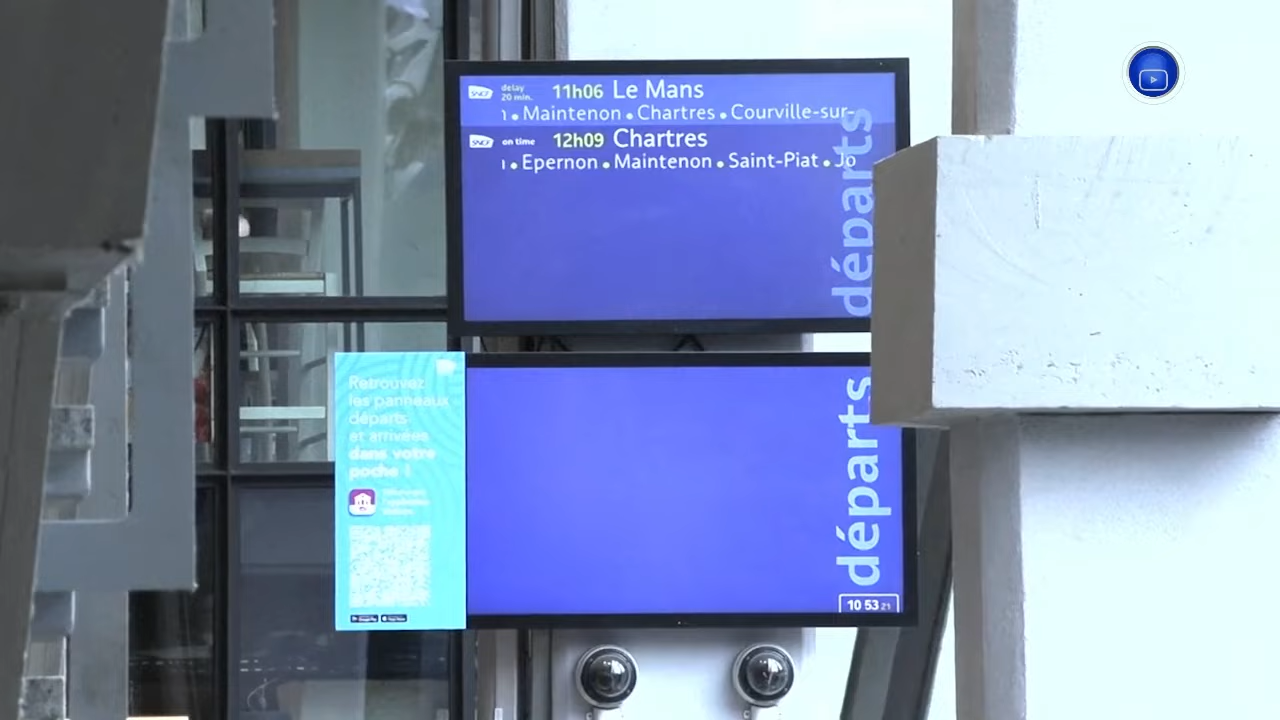 SNCF delay 20 min. 11h06 Le Mans
• Maintenon • Chartres • Courville-sur-
SNCF on time 12h09 Chartres
• Epernon • Maintenon • Saint-Piat • Jo
départs
départs
10 53 21
Retrouvez
les panneaux
départs
et arrivées
dans votre
poche !